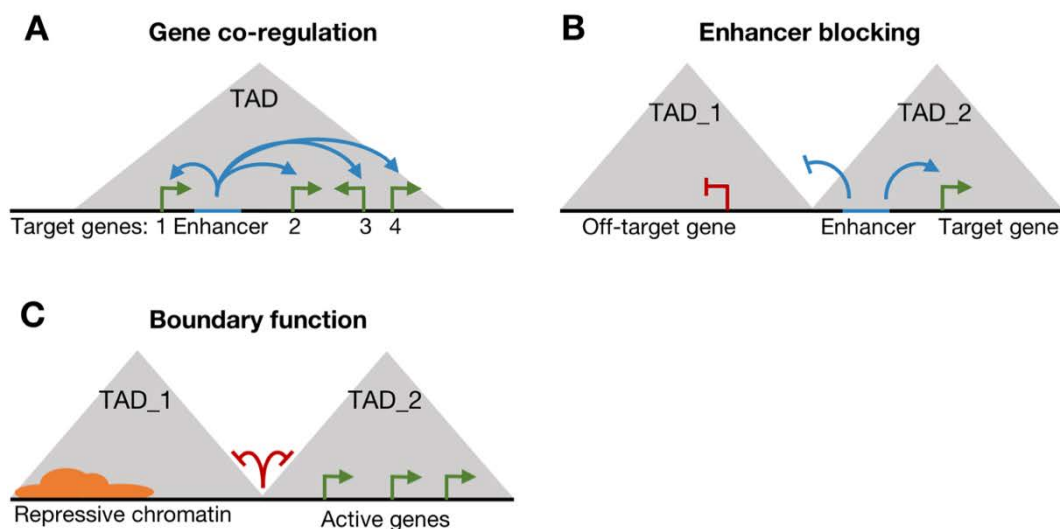 A
Gene co-regulation
TAD
Target genes: 1 Enhancer 2 3 4
B
Enhancer blocking
TAD_1 TAD_2
Off-target gene Enhancer Target gene
C
Boundary function
TAD_1 TAD_2
Repressive chromatin Active genes